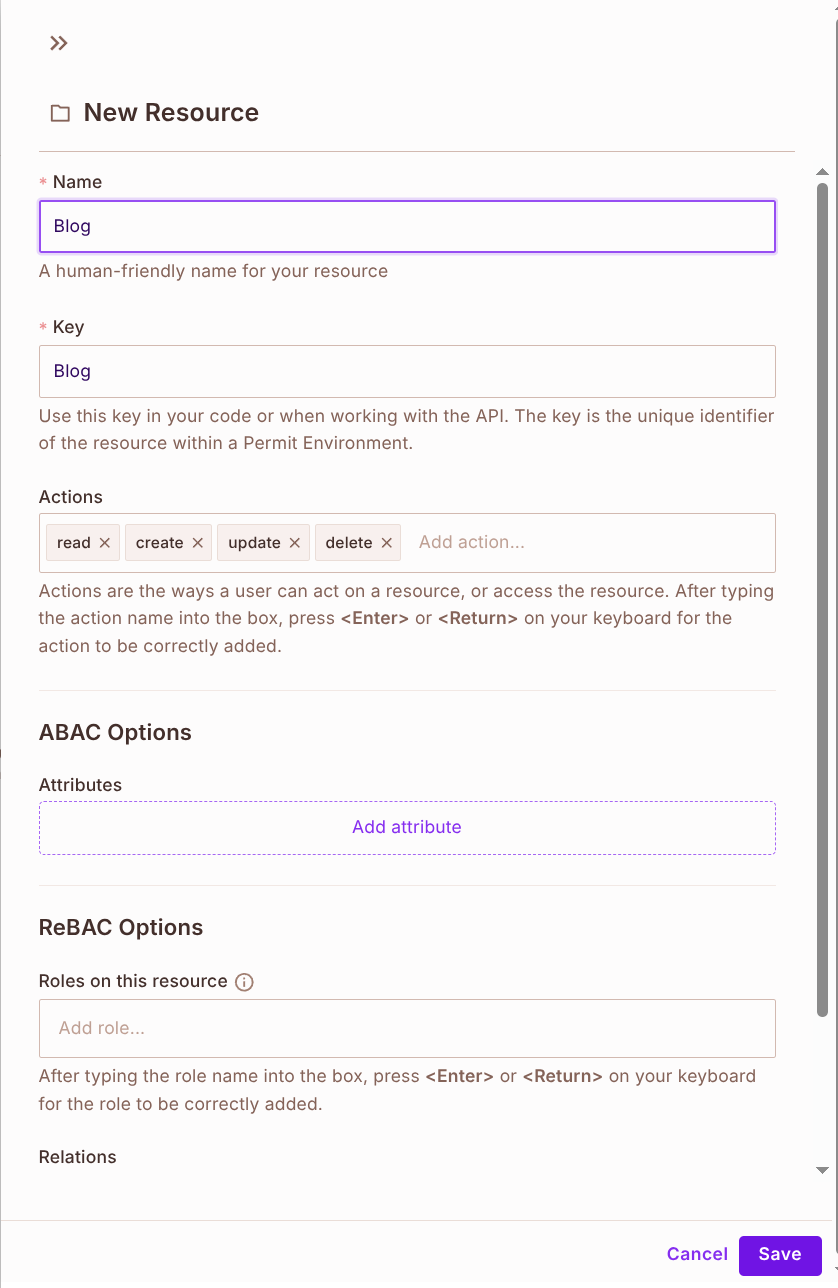 New Resource
* Name
Blog
A human-friendly name for your resource
* Key
Blog
Use this key in your code or when working with the API. The key is the unique identifier
of the resource within a Permit Environment.
Actions
read create update delete Add action...
Actions are the ways a user can act on a resource, or access the resource. After typing
the action name into the box, press <Enter> or <Return> on your keyboard for the
action to be correctly added.
ABAC Options
Attributes
Add attribute
ReBAC Options
Roles on this resource
Add role...
After typing the role name into the box, press <Enter> or <Return> on your keyboard
for the role to be correctly added.
Relations
Cancel Save